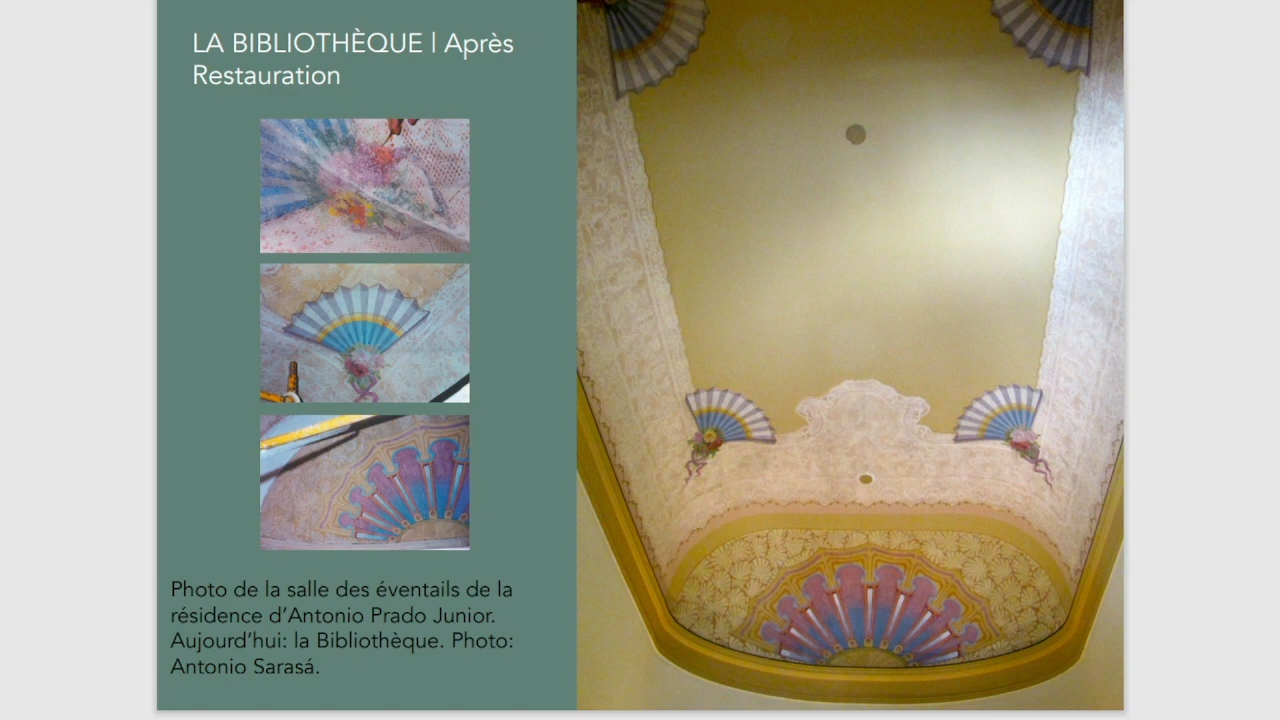 LA BIBLIOTHÈQUE | Après
Restauration
Photo de la salle des éventails de la
résidence d’Antonio Prado Junior.
Aujourd’hui: la Bibliothèque. Photo:
Antonio Sarasá.